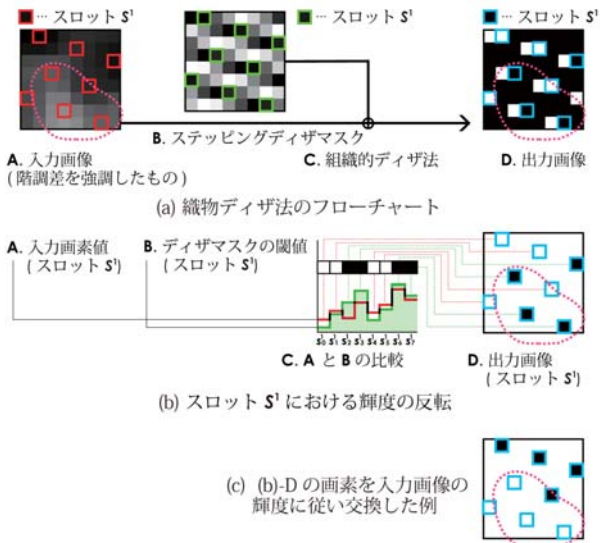 … スロット S¹
… スロット S¹
… スロット S¹
B. ステッピングディザマスク
A. 入力画像
(階調差を強調したもの)
C. 組織的ディザ法
D. 出力画像
(a) 織物ディザ法のフローチャート
A. 入力画素値
(スロット S¹)
B. ディザマスクの閾値
(スロット S¹)
S0 S1 S2 S3 S4 S5 S6 S7
C. A と B の比較
D. 出力画像
(スロット S¹)
(b) スロット S¹ における輝度の反転
(c) (b)-D の画素を入力画像の
輝度に従い交換した例